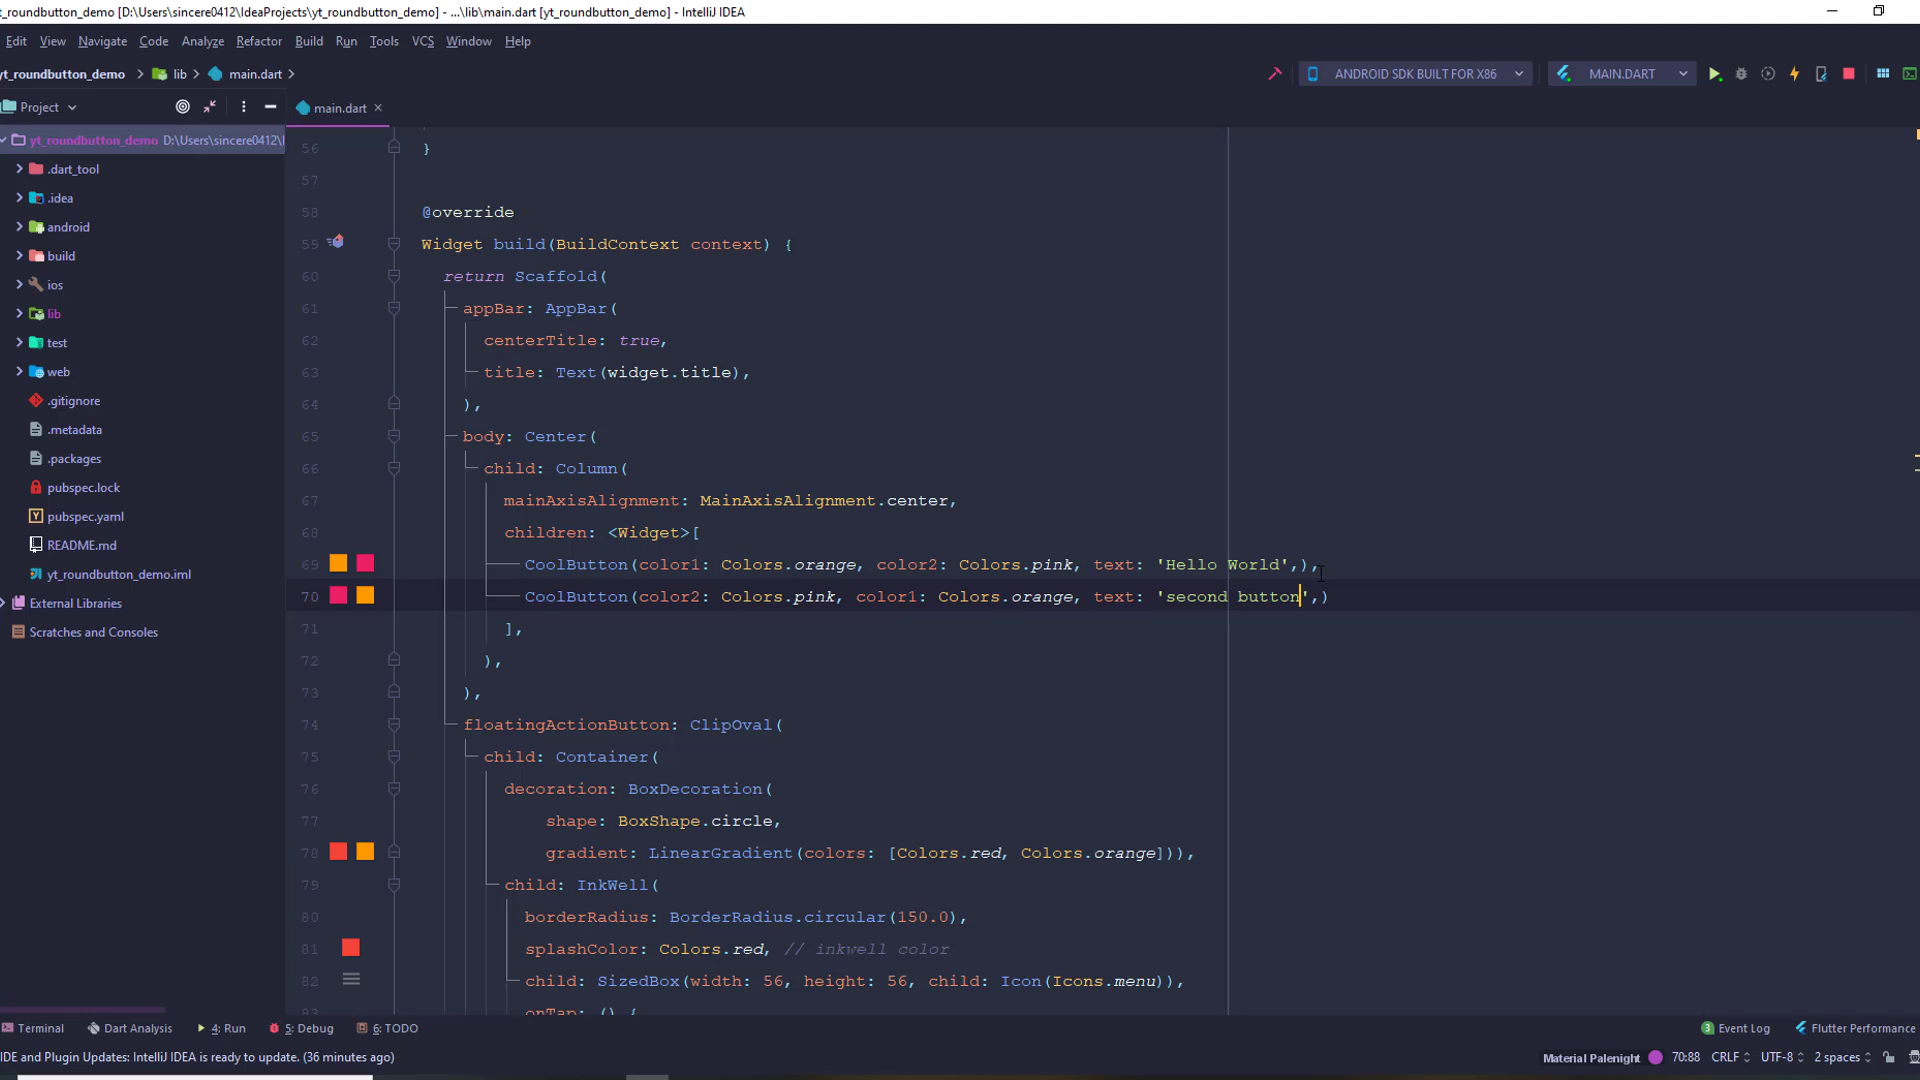 _roundbutton_demo [D:\Users\sincere0412\IdeaProjects\yt_roundbutton_demo] - ...\lib\main.dart [yt_roundbutton_demo] - IntelliJ IDEA
Edit View Navigate Code Analyze Refactor Build Run Tools VCS Window Help
yt_roundbutton_demo lib main.dart ANDROID SDK BUILT FOR X86 MAIN.DART
Project main.dart
yt_roundbutton_demo D:\Users\sincere0412\I
.dart_tool
.idea
android
build
ios
lib
test
web
.gitignore
.metadata
.packages
pubspec.lock
pubspec.yaml
README.md
yt_roundbutton_demo.iml
External Libraries
Scratches and Consoles
56 }
57
58 @override
59 Widget build(BuildContext context) {
60 return Scaffold(
61 appBar: AppBar(
62 centerTitle: true,
63 title: Text(widget.title),
64 ),
65 body: Center(
66 child: Column(
67 mainAxisAlignment: MainAxisAlignment.center,
68 children: <Widget>[
69 CoolButton(color1: Colors.orange, color2: Colors.pink, text: 'Hello World',),
70 CoolButton(color2: Colors.pink, color1: Colors.orange, text: 'second button',)
71 ],
72 ),
73 ),
74 floatingActionButton: ClipOval(
75 child: Container(
76 decoration: BoxDecoration(
77 shape: BoxShape.circle,
78 gradient: LinearGradient(colors: [Colors.red, Colors.orange])),
79 child: InkWell(
80 borderRadius: BorderRadius.circular(150.0),
81 splashColor: Colors.red, // inkwell color
82 child: SizedBox(width: 56, height: 56, child: Icon(Icons.menu)),
83 onTap: () {
Terminal Dart Analysis 4: Run 5: Debug 6: TODO 3 Event Log Flutter Performance
IDE and Plugin Updates: IntelliJ IDEA is ready to update. (36 minutes ago) Material Palenight 70:88 CRLF UTF-8 2 spaces